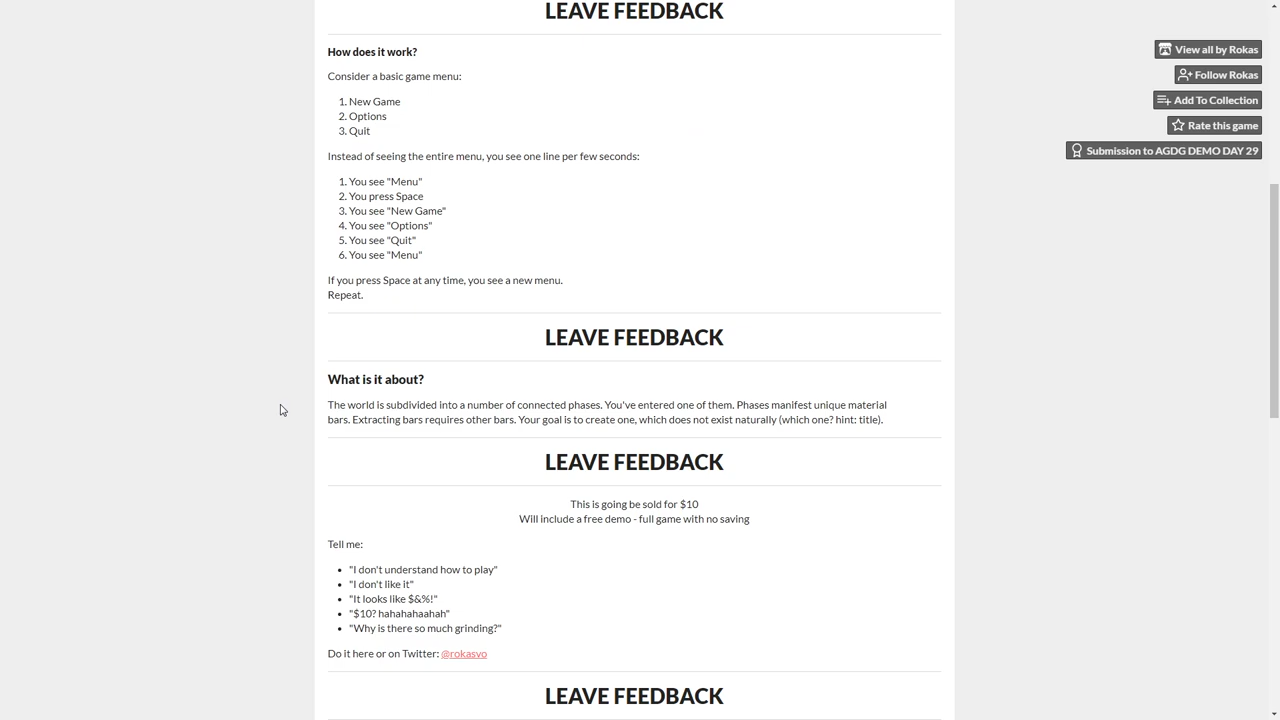 LEAVE FEEDBACK
How does it work?
View all by Rokas
Consider a basic game menu:
Follow Rokas
1. New Game
Add To Collection
2. Options
3. Quit
Rate this game
Instead of seeing the entire menu, you see one line per few seconds:
Submission to AGDG DEMO DAY 29
1. You see "Menu"
2. You press Space
3. You see "New Game"
4. You see "Options"
5. You see "Quit"
6. You see "Menu"
If you press Space at any time, you see a new menu.
Repeat.
LEAVE FEEDBACK
What is it about?
The world is subdivided into a number of connected phases. You've entered one of them. Phases manifest unique material
bars. Extracting bars requires other bars. Your goal is to create one, which does not exist naturally (which one? hint: title).
LEAVE FEEDBACK
This is going be sold for $10
Will include a free demo - full game with no saving
Tell me:
• "I don't understand how to play"
• "I don't like it"
• "It looks like $&%!"
• "$10? hahahahaahah"
• "Why is there so much grinding?"
Do it here or on Twitter: @rokasvo
LEAVE FEEDBACK